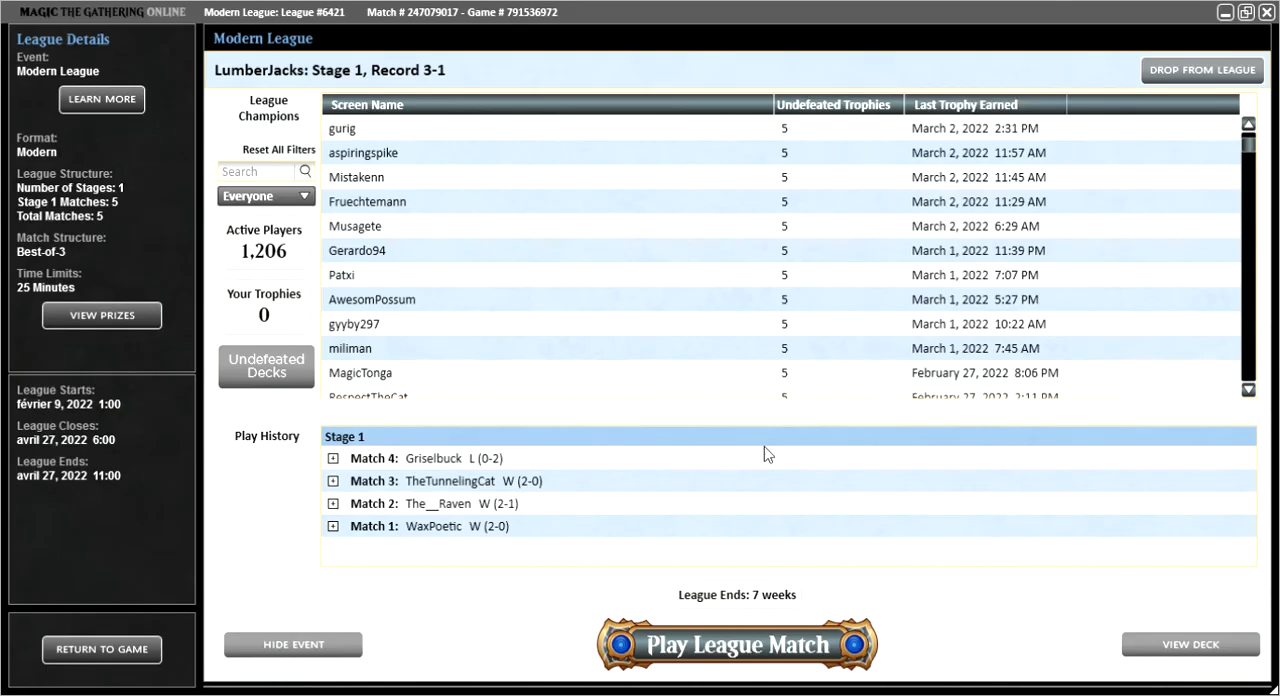 MAGIC THE GATHERING ONLINE Modern League: League #6421 Match # 247079017 - Game # 791536972
League Details
Event:
Modern League
LEARN MORE
Format:
Modern
League Structure:
Number of Stages: 1
Stage 1 Matches: 5
Total Matches: 5
Match Structure:
Best-of-3
Time Limits:
25 Minutes
VIEW PRIZES
League Starts:
février 9, 2022 1:00
League Closes:
avril 27, 2022 6:00
League Ends:
avril 27, 2022 11:00
RETURN TO GAME
Modern League
LumberJacks: Stage 1, Record 3-1
DROP FROM LEAGUE
League
Champions
Reset All Filters
Search
Everyone
Active Players
1,206
Your Trophies
0
Undefeated
Decks
Screen Name Undefeated Trophies Last Trophy Earned
gurig 5 March 2, 2022 2:31 PM
aspiringspike 5 March 2, 2022 11:57 AM
Mistakenn 5 March 2, 2022 11:45 AM
Fruechtemann 5 March 2, 2022 11:29 AM
Musagete 5 March 2, 2022 6:29 AM
Gerardo94 5 March 1, 2022 11:39 PM
Patxi 5 March 1, 2022 7:07 PM
AwesomPossum 5 March 1, 2022 5:27 PM
gyyby297 5 March 1, 2022 10:22 AM
miliman 5 March 1, 2022 7:45 AM
MagicTonga 5 February 27, 2022 8:06 PM
RespectTheCat 5 February 27, 2022 2:11 PM
Play History
Stage 1
Match 4: Griselbuck L (0-2)
Match 3: TheTunnelingCat W (2-0)
Match 2: The__Raven W (2-1)
Match 1: WaxPoetic W (2-0)
League Ends: 7 weeks
HIDE EVENT
Play League Match
VIEW DECK